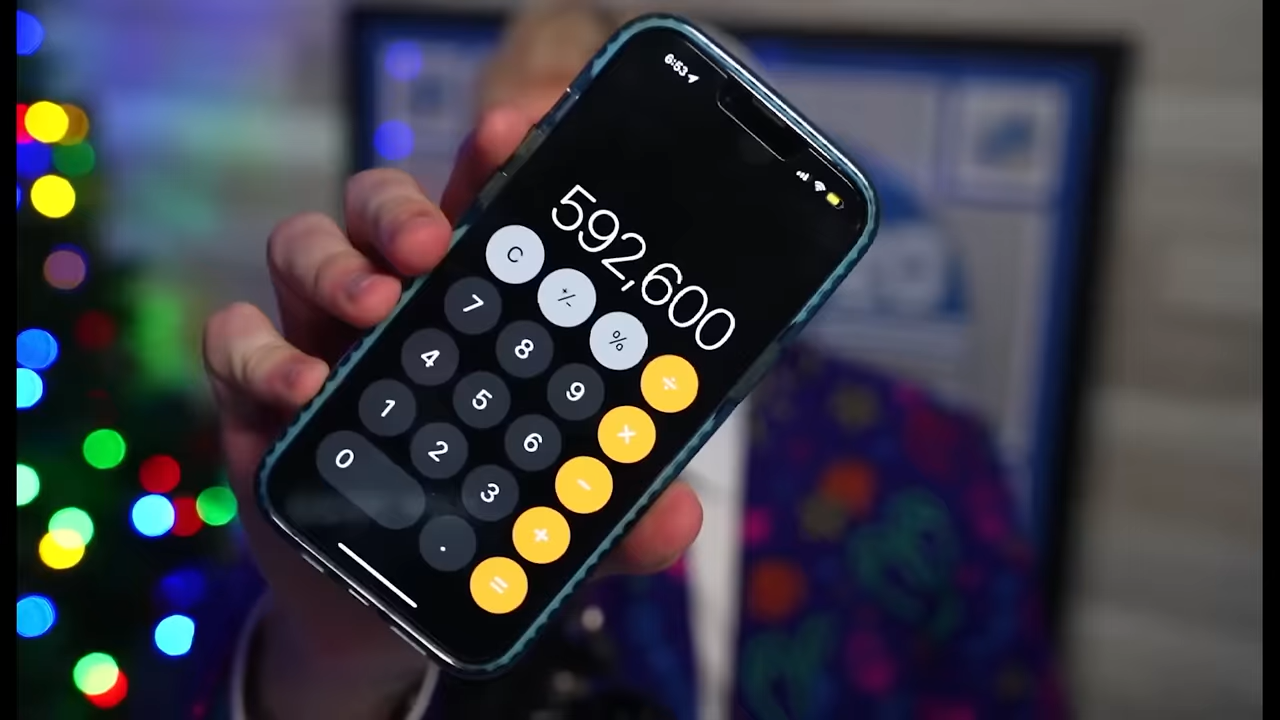 6:53
592,600
C +/- % ÷
7 8 9 ×
4 5 6 -
1 2 3 +
0 . =